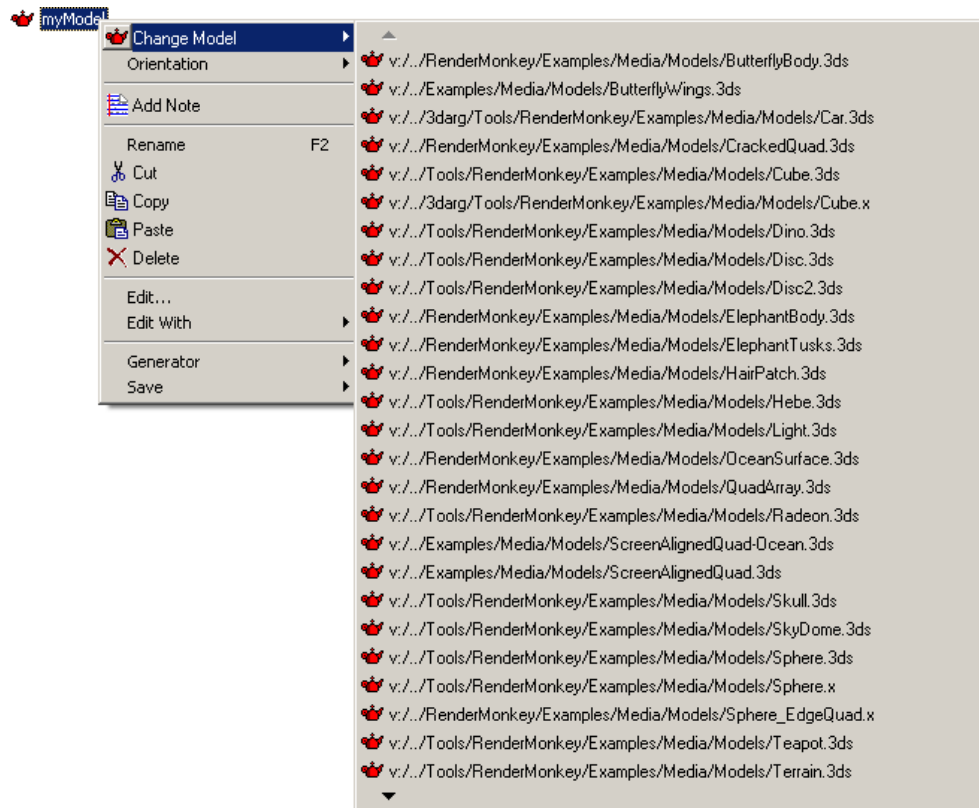 myModel
Change Model
Orientation
Add Note
Rename F2
Cut
Copy
Paste
Delete
Edit...
Edit With
Generator
Save
v:/../RenderMonkey/Examples/Media/Models/ButterflyBody.3ds
v:/../Examples/Media/Models/ButterflyWings.3ds
v:/../3darg/Tools/RenderMonkey/Examples/Media/Models/Car.3ds
v:/../RenderMonkey/Examples/Media/Models/CrackedQuad.3ds
v:/../Tools/RenderMonkey/Examples/Media/Models/Cube.3ds
v:/../3darg/Tools/RenderMonkey/Examples/Media/Models/Cube.x
v:/../Tools/RenderMonkey/Examples/Media/Models/Dino.3ds
v:/../Tools/RenderMonkey/Examples/Media/Models/Disc.3ds
v:/../Tools/RenderMonkey/Examples/Media/Models/Disc2.3ds
v:/../RenderMonkey/Examples/Media/Models/ElephantBody.3ds
v:/../RenderMonkey/Examples/Media/Models/ElephantTusks.3ds
v:/../RenderMonkey/Examples/Media/Models/HairPatch.3ds
v:/../Tools/RenderMonkey/Examples/Media/Models/Hebe.3ds
v:/../Tools/RenderMonkey/Examples/Media/Models/Light.3ds
v:/../RenderMonkey/Examples/Media/Models/OceanSurface.3ds
v:/../RenderMonkey/Examples/Media/Models/QuadArray.3ds
v:/../Tools/RenderMonkey/Examples/Media/Models/Radeon.3ds
v:/../Examples/Media/Models/ScreenAlignedQuad-Ocean.3ds
v:/../Examples/Media/Models/ScreenAlignedQuad.3ds
v:/../Tools/RenderMonkey/Examples/Media/Models/Skull.3ds
v:/../Tools/RenderMonkey/Examples/Media/Models/SkyDome.3ds
v:/../Tools/RenderMonkey/Examples/Media/Models/Sphere.3ds
v:/../Tools/RenderMonkey/Examples/Media/Models/Sphere.x
v:/../RenderMonkey/Examples/Media/Models/Sphere_EdgeQuad.x
v:/../Tools/RenderMonkey/Examples/Media/Models/Teapot.3ds
v:/../Tools/RenderMonkey/Examples/Media/Models/Terrain.3ds